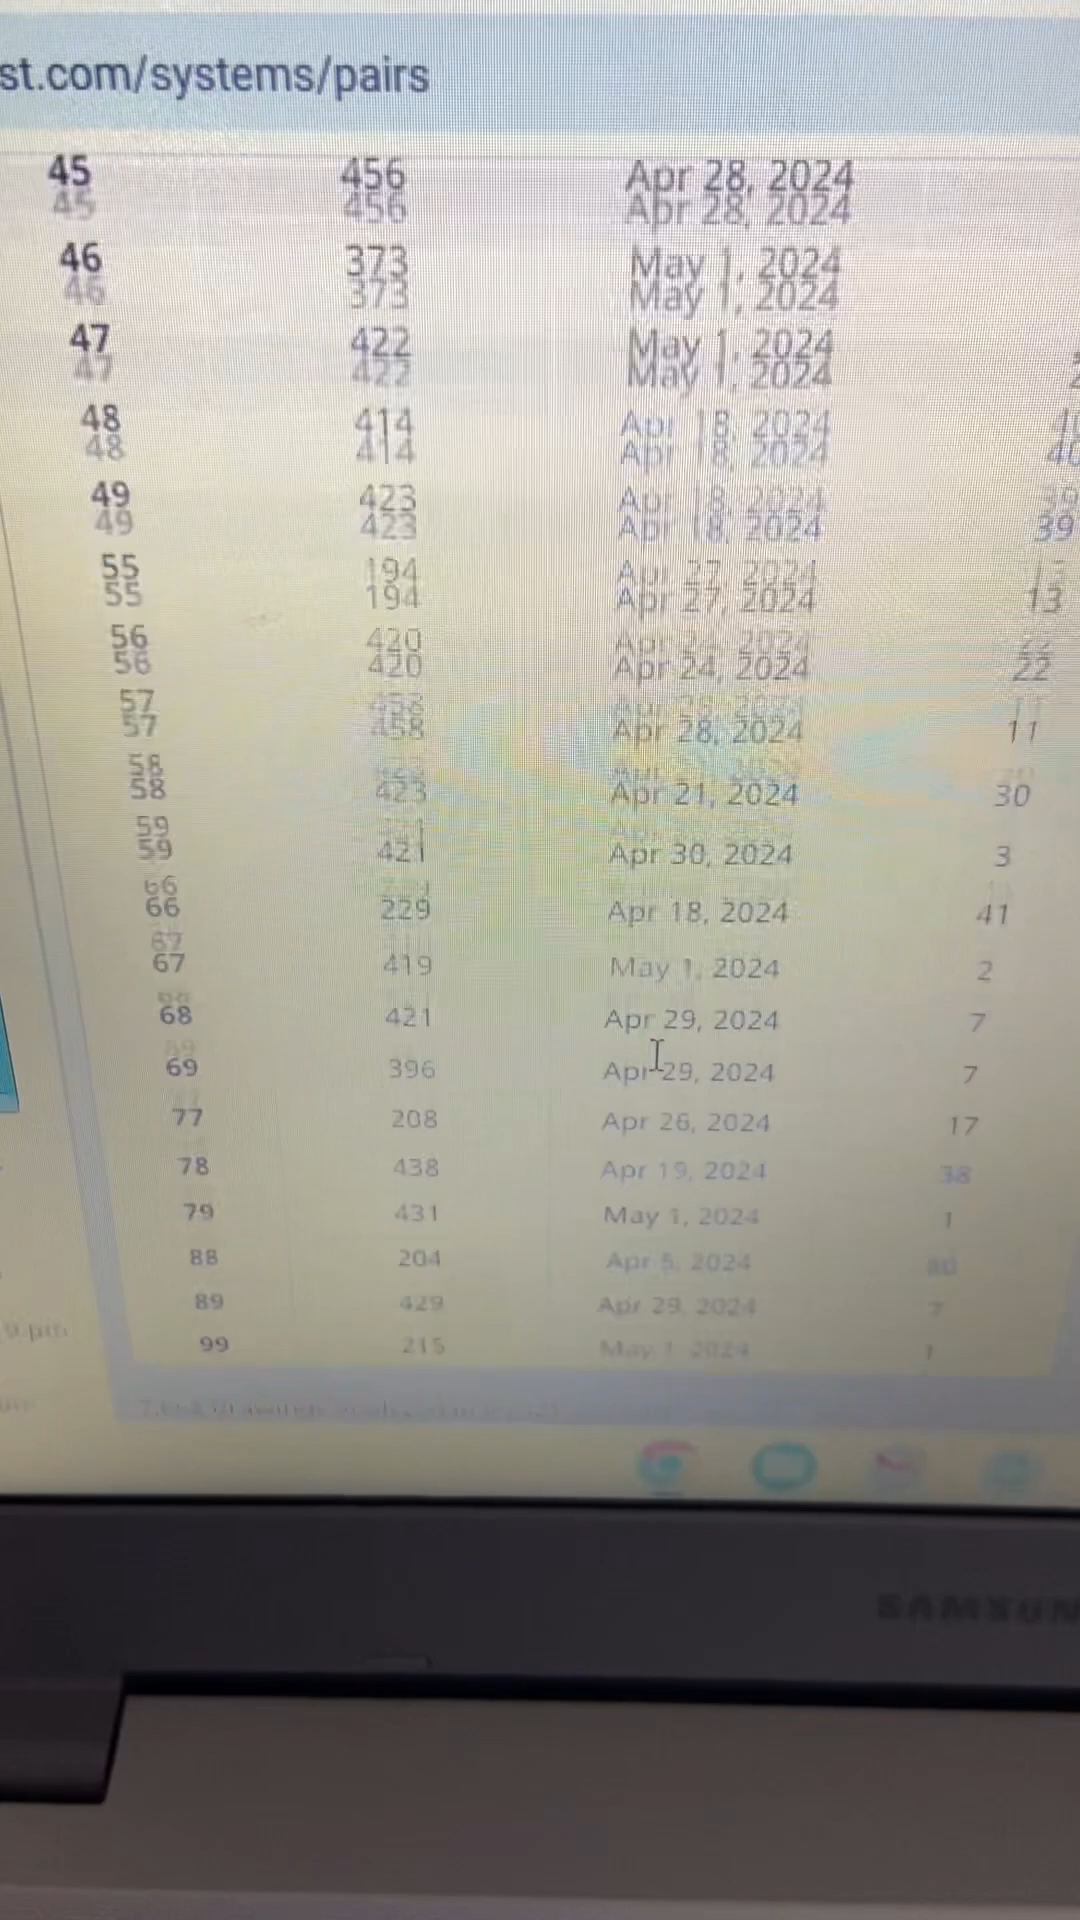 st.com/systems/pairs
45 456 Apr 28, 2024
46 373 May 1, 2024
47 422 May 1, 2024
48 414 Apr 18, 2024 40
49 423 Apr 18, 2024 39
55 194 Apr 27, 2024 13
56 420 Apr 24, 2024 22
57 458 Apr 28, 2024 11
58 423 Apr 21, 2024 30
59 421 Apr 30, 2024 3
66 229 Apr 18, 2024 41
67 419 May 1, 2024 2
68 421 Apr 29, 2024 7
69 396 Apr 29, 2024 7
77 208 Apr 26, 2024 17
78 438 Apr 19, 2024 38
79 431 May 1, 2024 1
88 204 Apr 5, 2024 80
89 429 Apr 29, 2024 7
99 215 May 1, 2024 1
9 pm
SAMSUN